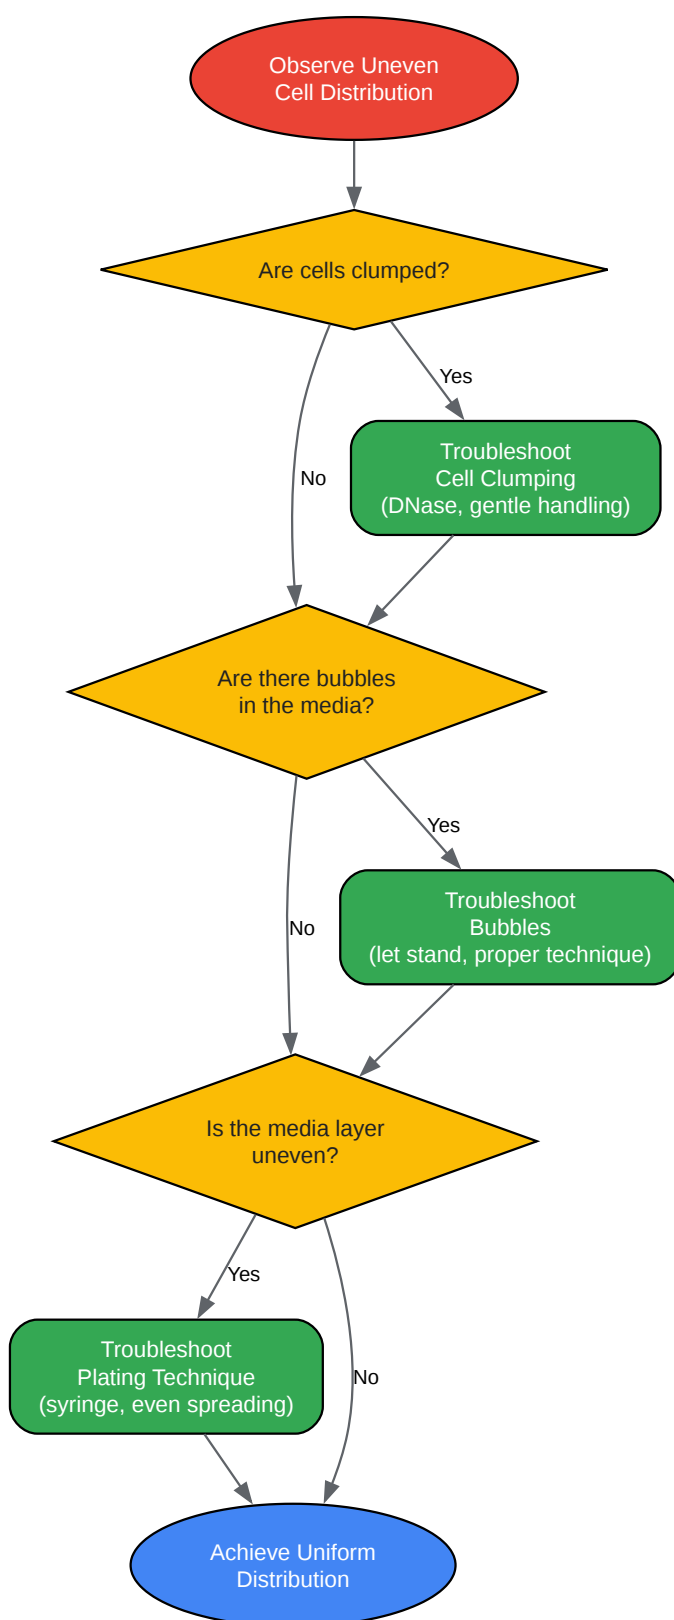 Observe Uneven
Cell Distribution
Are cells clumped?
Yes
No
Troubleshoot
Cell Clumping
(DNase, gentle handling)
Are there bubbles
in the media?
Yes
No
Troubleshoot
Bubbles
(let stand, proper technique)
Is the media layer
uneven?
Yes
No
Troubleshoot
Plating Technique
(syringe, even spreading)
Achieve Uniform
Distribution